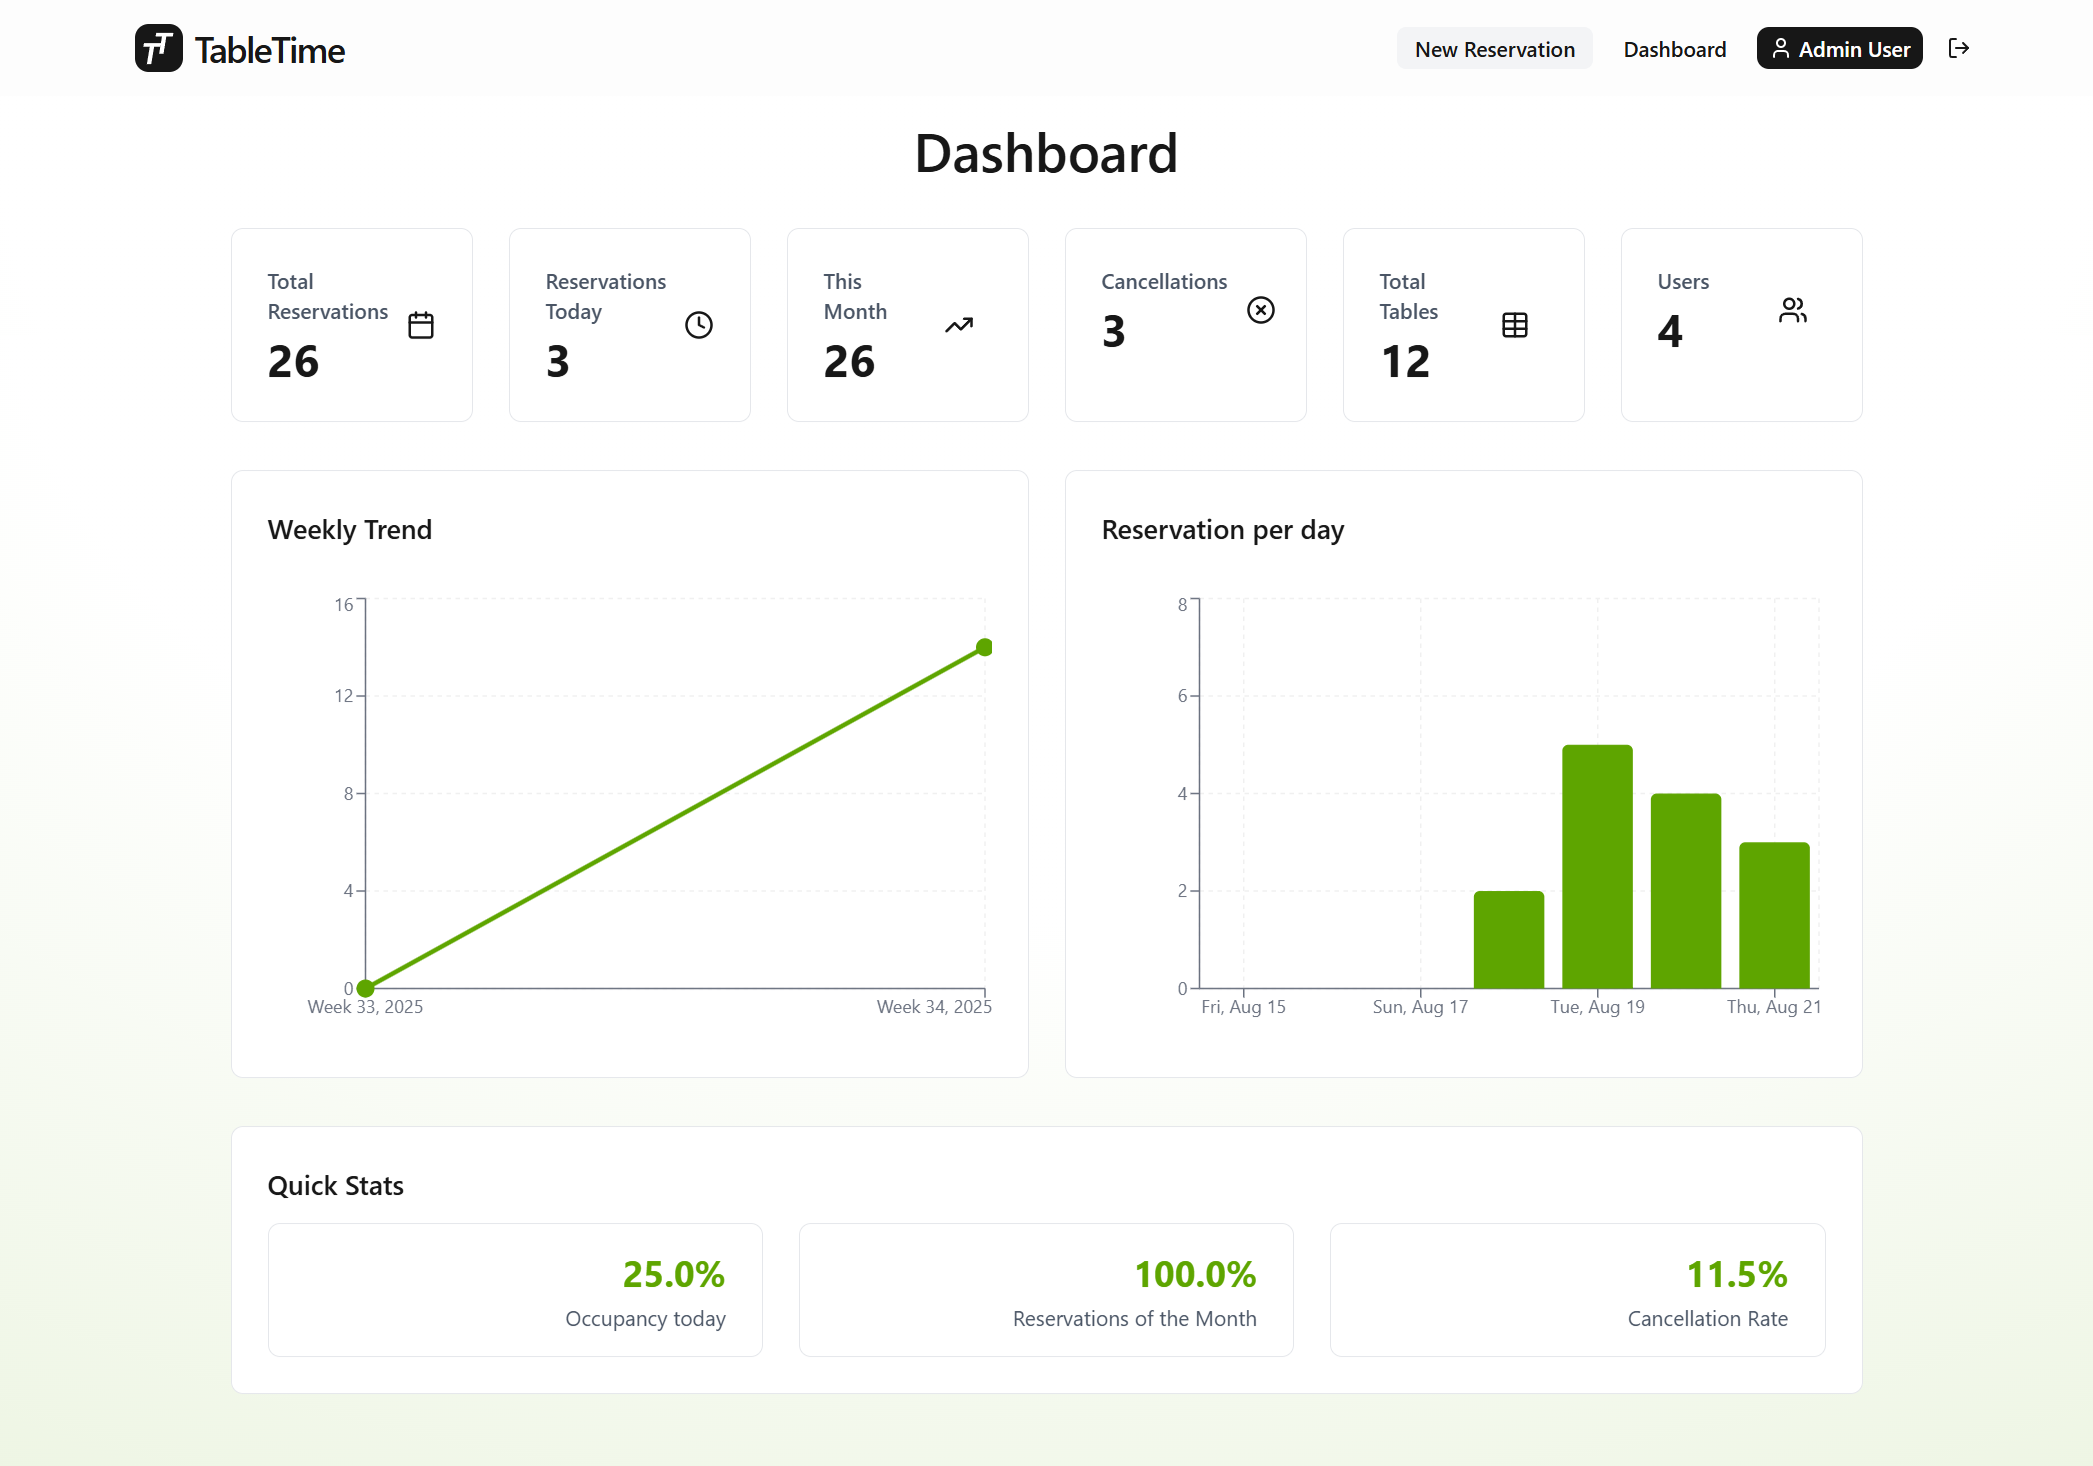 TableTime
New Reservation
Dashboard
Admin User
Dashboard
Total
Reservations
26
Reservations
Today
3
This
Month
26
Cancellations
3
Total
Tables
12
Users
4
Weekly Trend
16
12
8
4
0
Week 33, 2025
Week 34, 2025
Reservation per day
8
6
4
2
0
Fri, Aug 15
Sun, Aug 17
Tue, Aug 19
Thu, Aug 21
Quick Stats
25.0%
Occupancy today
100.0%
Reservations of the Month
11.5%
Cancellation Rate